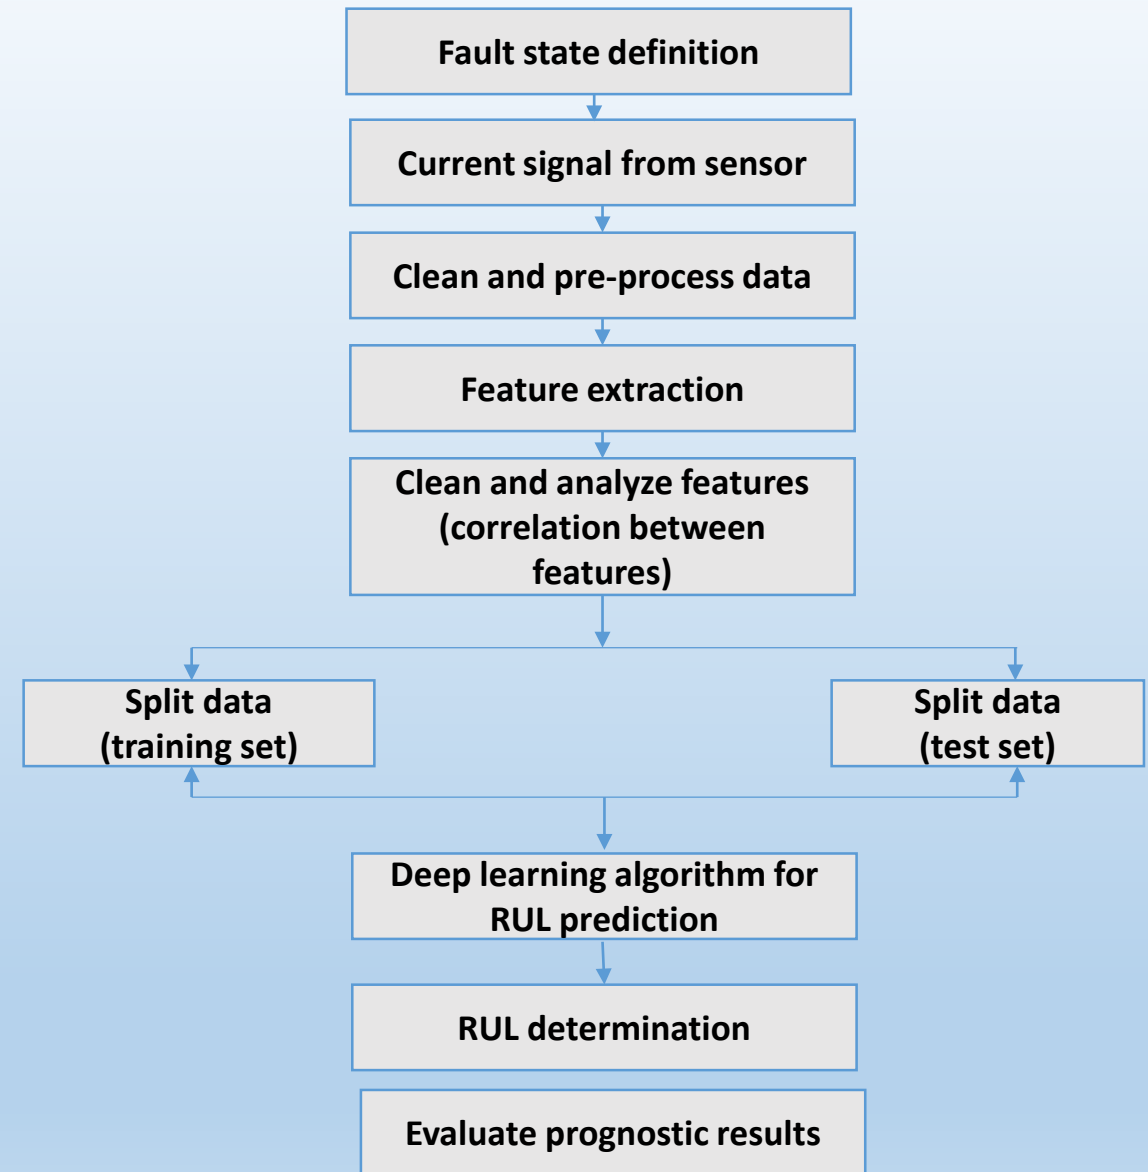 Fault state definition
Current signal from sensor
Clean and pre-process data
Feature extraction
Clean and analyze features
(correlation between
features)
Split data
(training set)
Split data
(test set)
Deep learning algorithm for
RUL prediction
RUL determination
Evaluate prognostic results